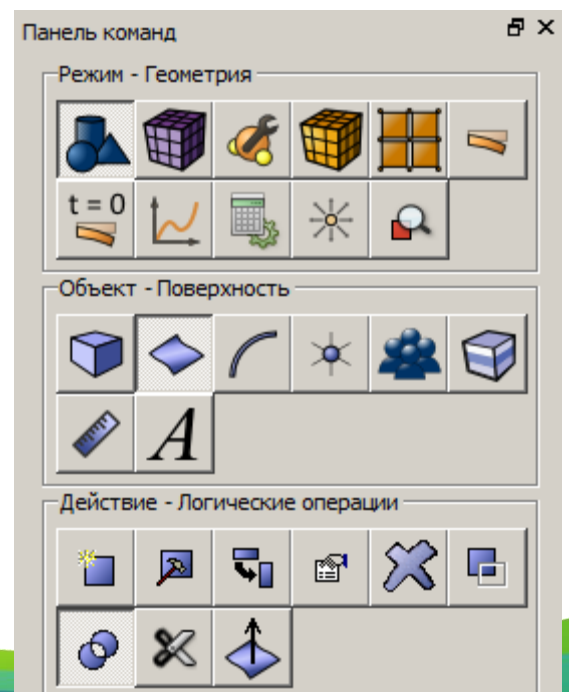 Панель команд
Режим - Геометрия
t = 0
Объект - Поверхность
A
Действие - Логические операции